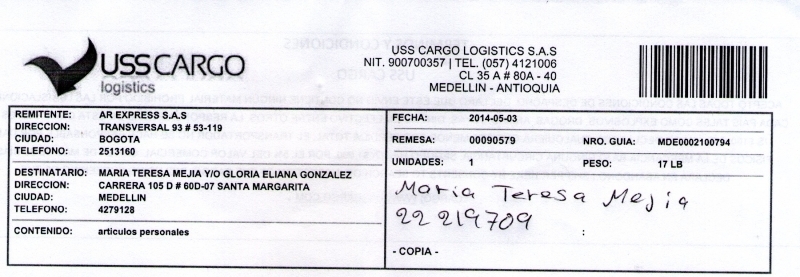 USSCARGO
logistics
USS CARGO LOGISTICS S.A.S
NIT. 900700357 | TEL. (057) 4121006
CL 35 A # 80A - 40
MEDELLIN - ANTIOQUIA
REMITENTE: AR EXPRESS S.A.S
DIRECCION: TRANSVERSAL 93 # 53-119
CIUDAD: BOGOTA
TELEFONO: 2513160
DESTINATARIO: MARIA TERESA MEJIA Y/O GLORIA ELIANA GONZALEZ
DIRECCION: CARRERA 105 D # 60D-07 SANTA MARGARITA
CIUDAD: MEDELLIN
TELEFONO: 4279128
CONTENIDO: articulos personales
FECHA: 2014-05-03
REMESA: 00090579 NRO. GUIA: MDE0002100794
UNIDADES: 1 PESO: 17 LB
Maria Teresa Mejia
22219709
:
- COPIA -